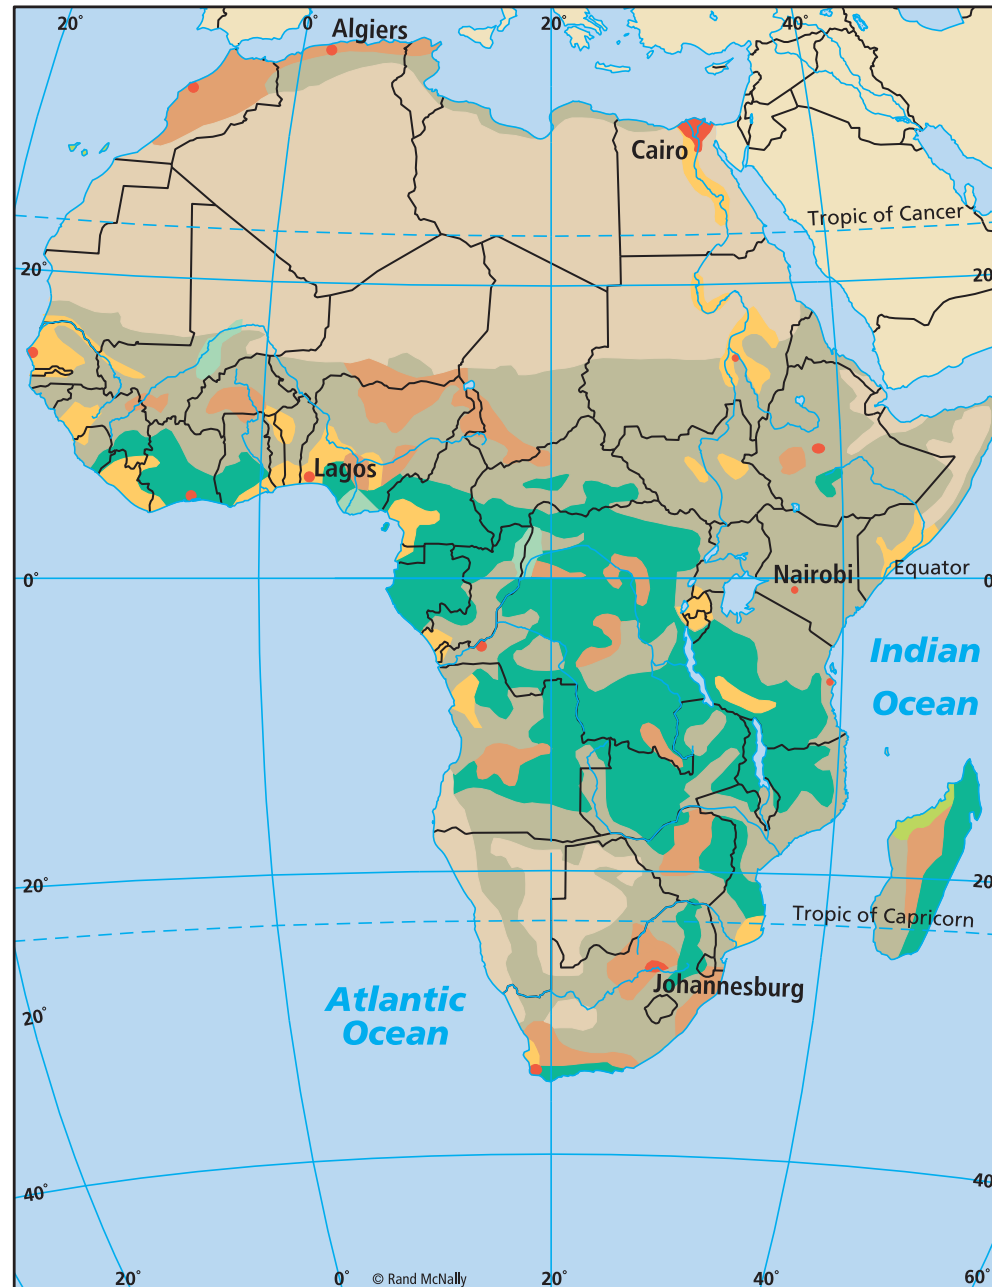 20° 0° 20° 40°
Algiers
Cairo
Tropic of Cancer
20° 20
Lagos
Equator
0° Nairobi 0
Indian
Ocean
20° 20
Tropic of Capricorn
Johannesburg
Atlantic
Ocean
20°
40° 40
20° 0° © Rand McNally 20° 40° 60°